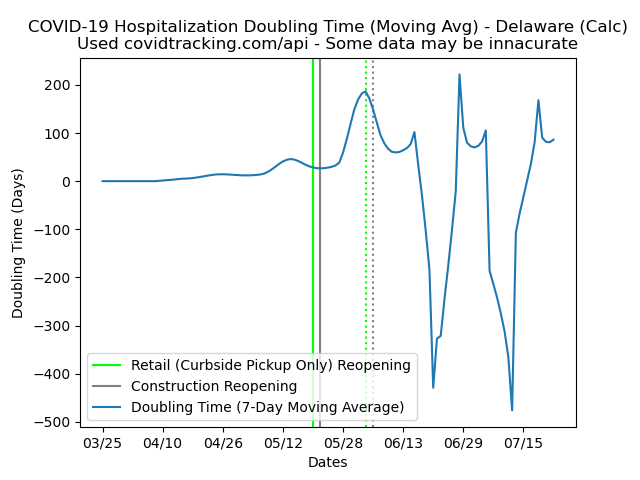 COVID-19 Hospitalization Doubling Time (Moving Avg) - Delaware (Calc)
Used covidtracking.com/api - Some data may be innacurate
200
100
0
−100
−200
−300
−400
−500
Doubling Time (Days)
Retail (Curbside Pickup Only) Reopening
Construction Reopening
Doubling Time (7-Day Moving Average)
03/25 04/10 04/26 05/12 05/28 06/13 06/29 07/15
Dates